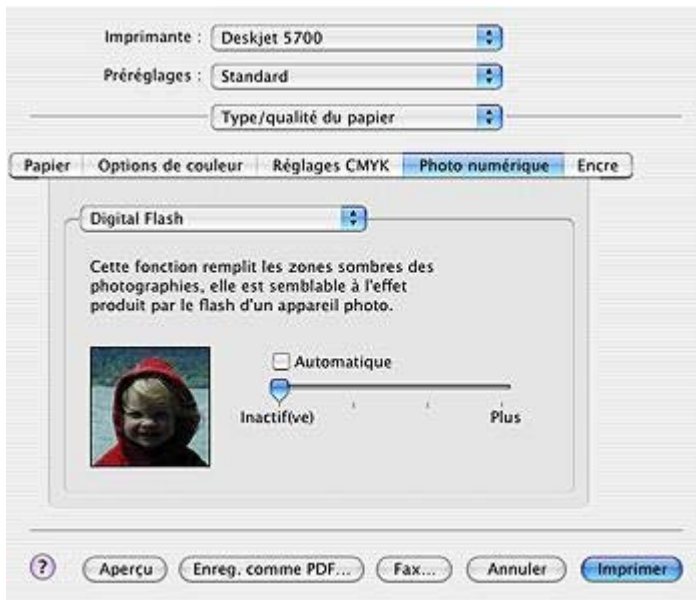 Imprimante : Deskjet 5700
Préréglages : Standard
Type/qualité du papier
Papier Options de couleur Réglages CMYK Photo numérique Encre
Digital Flash
Cette fonction remplit les zones sombres des
photographies, elle est semblable à l'effet
produit par le flash d'un appareil photo.
Automatique
Inactif(ve) Plus
? Aperçu Enreg. comme PDF... Fax... Annuler Imprimer